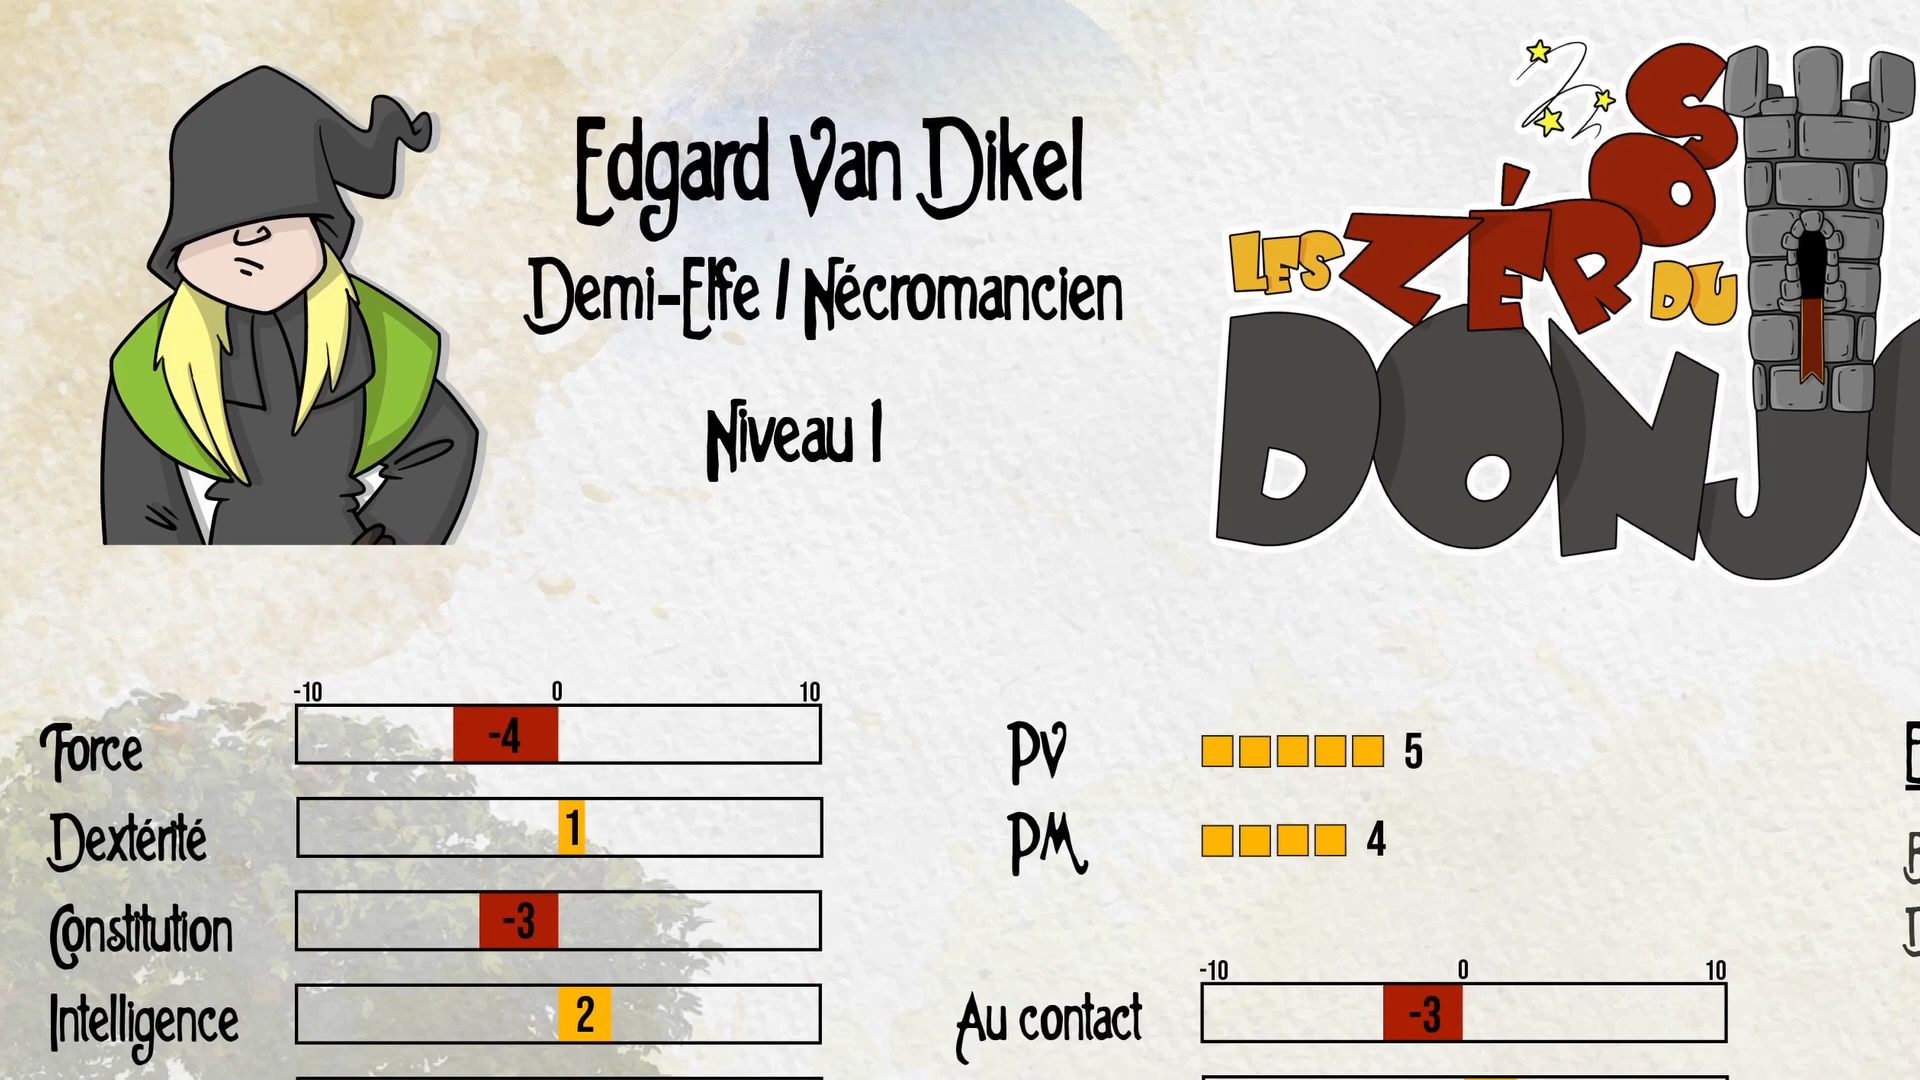 Edgard Van Dikel
Demi-Elfe / Nécromancien
Niveau 1
LES ZÉROS DU
DONJO
-10 0 10
Force -4
Dextérité 1
Constitution -3
Intelligence 2
PV 5
PM 4
-10 0 10
Au contact -3